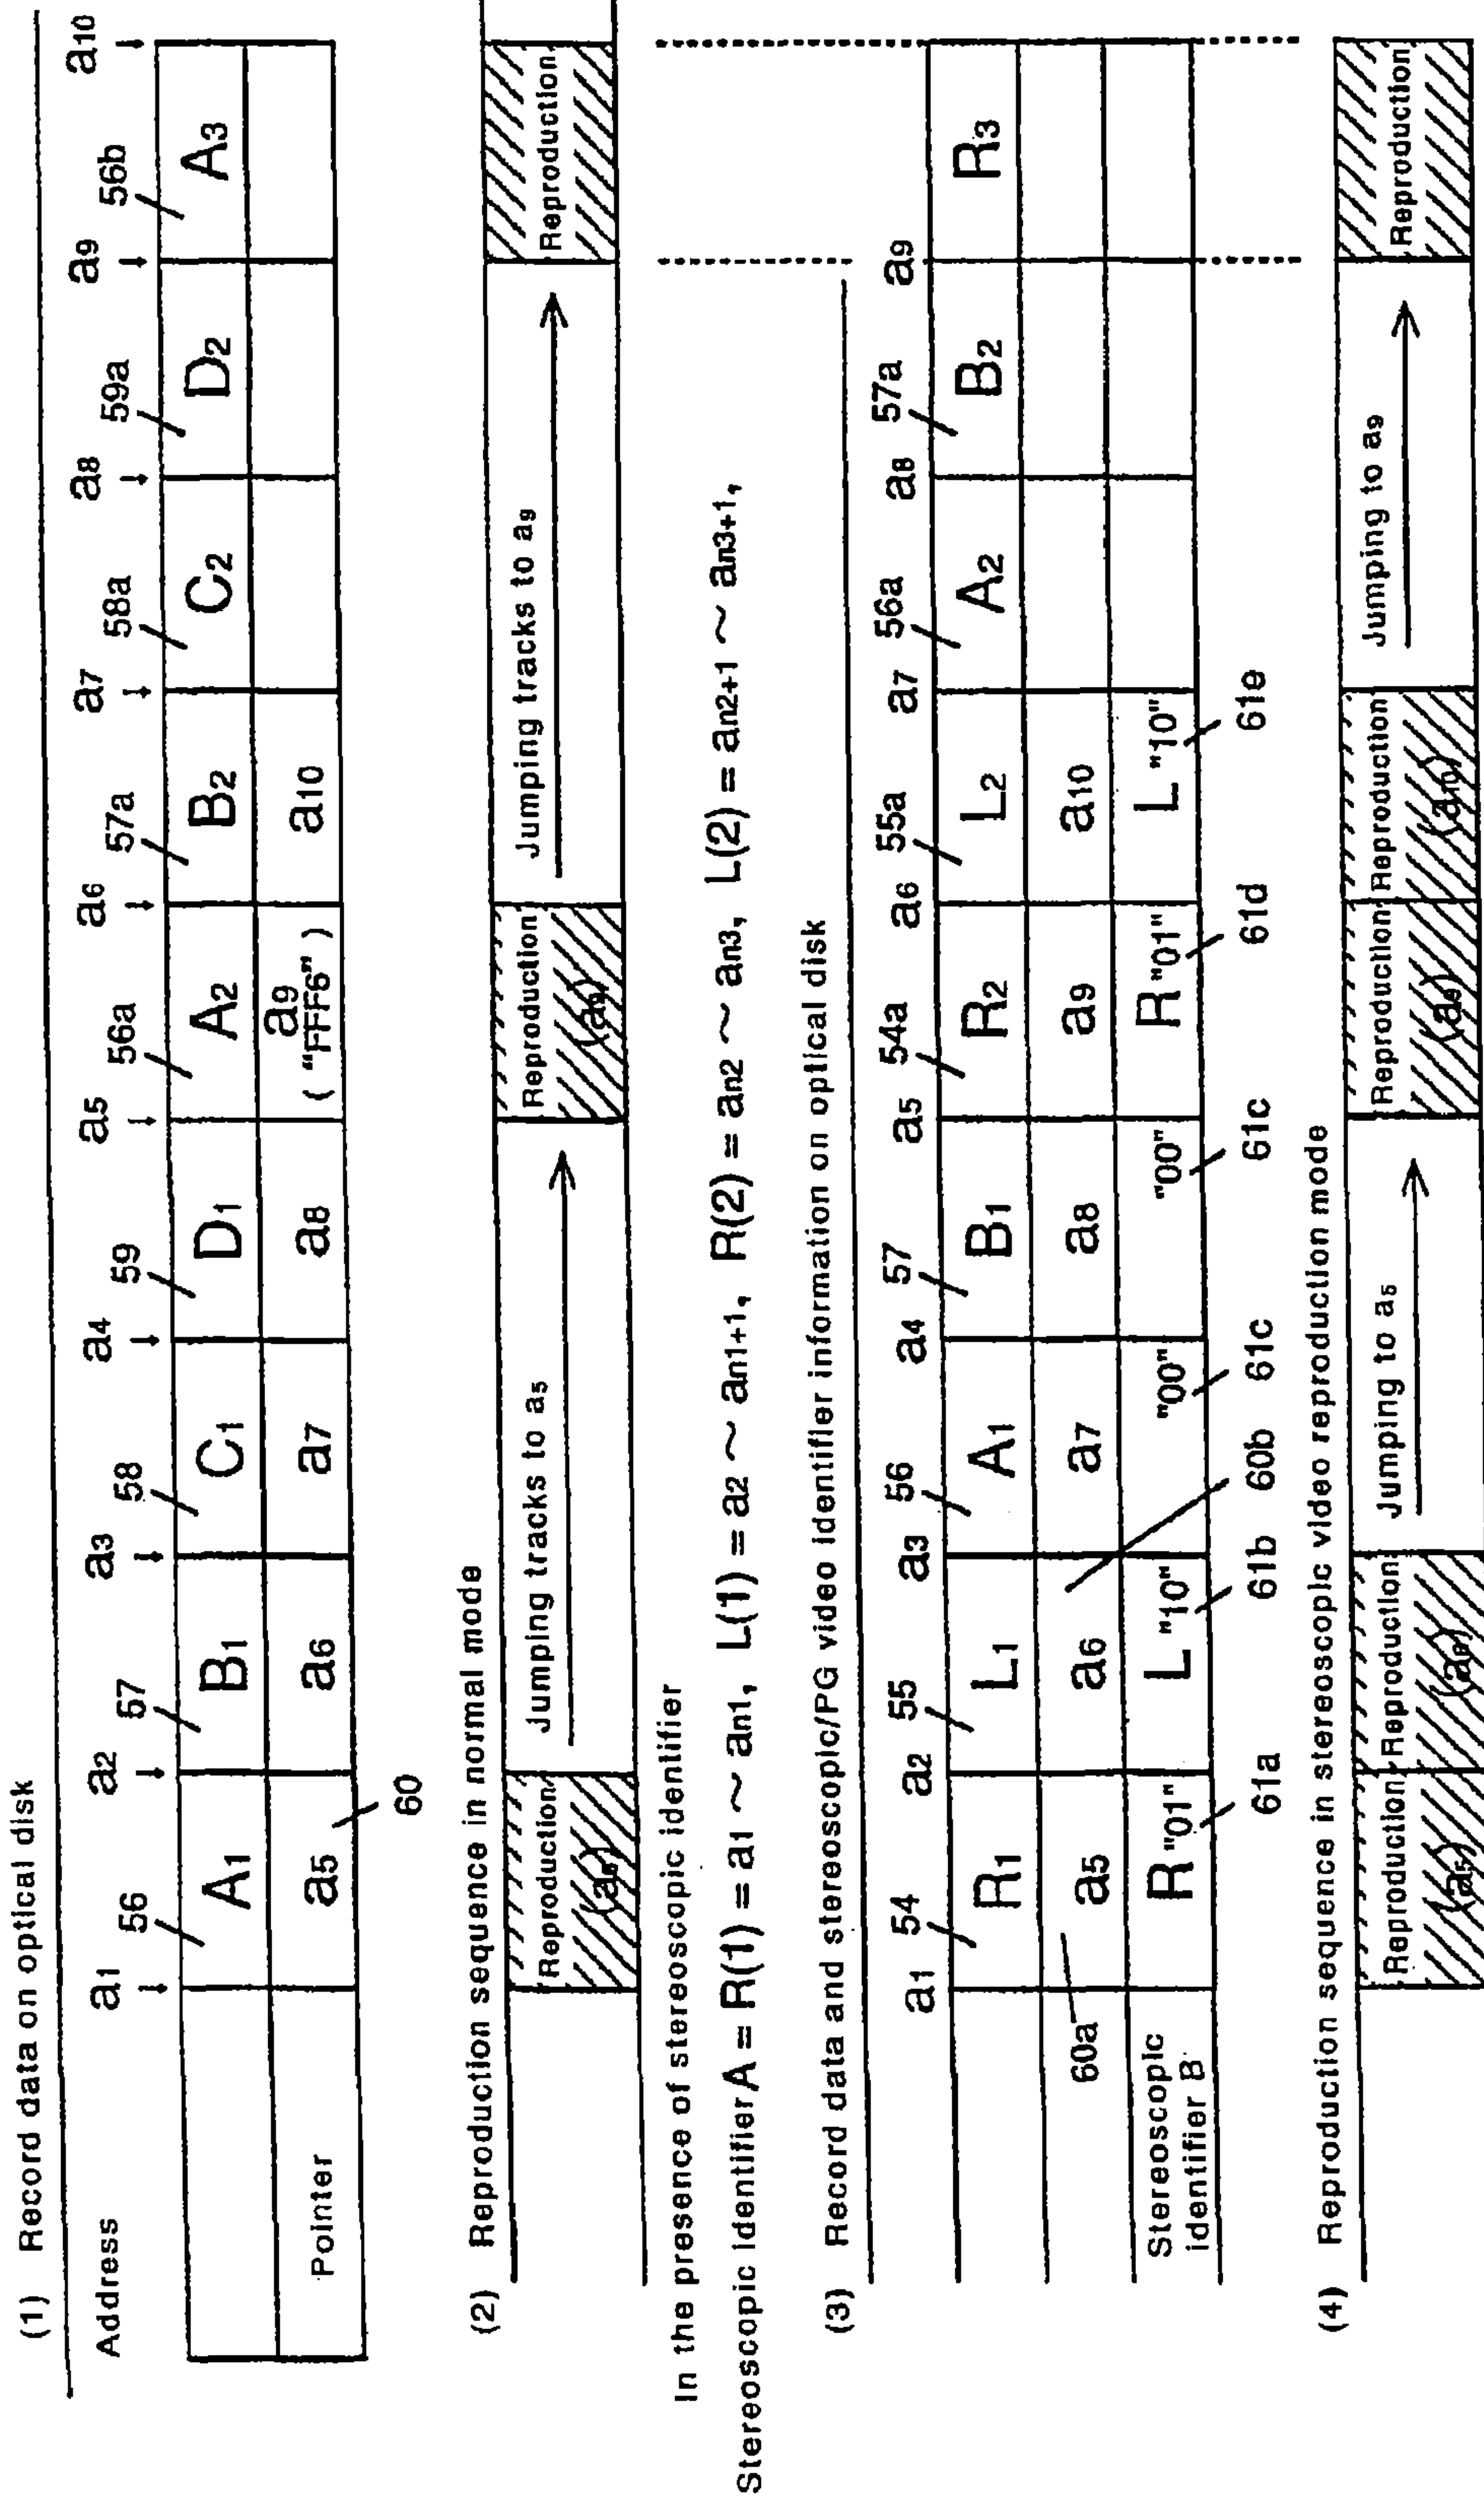 (1) Record data on optical disk
Address a1 a2 a3 a4 a5 a6 a7 a8 a9 a10
56 57 58 59 56a 57a 58a 59a 56b
A1 B1 C1 D1 A2 B2 C2 D2 A3
Pointer a5 a6 a7 a8 a9 ("FFF6") a10
60
(2) Reproduction sequence in normal mode
Reproduction Jumping tracks to a5 Reproduction Jumping tracks to a9 Reproduction
In the presence of stereoscopic identifier
Stereoscopic identifier A = R(1) = a1 ~ an1, L(1) = a2 ~ an1+1, R(2) = an2 ~ an3, L(2) = an2+1 ~ an3+1,
(3) Record data and stereoscopic/PG video identifier information on optical disk
a1 a2 a3 a4 a5 a6 a7 a8 a9
54 55 56 57 54a 55a 56a 57a
R1 L1 A1 B1 R2 L2 A2 B2 R3
60a a5 a6 a7 a8 a9 a10
Stereoscopic identifier B R "01" L "10" "00" "00" R "01" L "10"
61a 61b 60b 61c 61c 61d 61e
(4) Reproduction sequence in stereoscopic video reproduction mode
Reproduction Reproduction Jumping to a5 Reproduction Reproduction Jumping to a9 Reproduction
(a5)